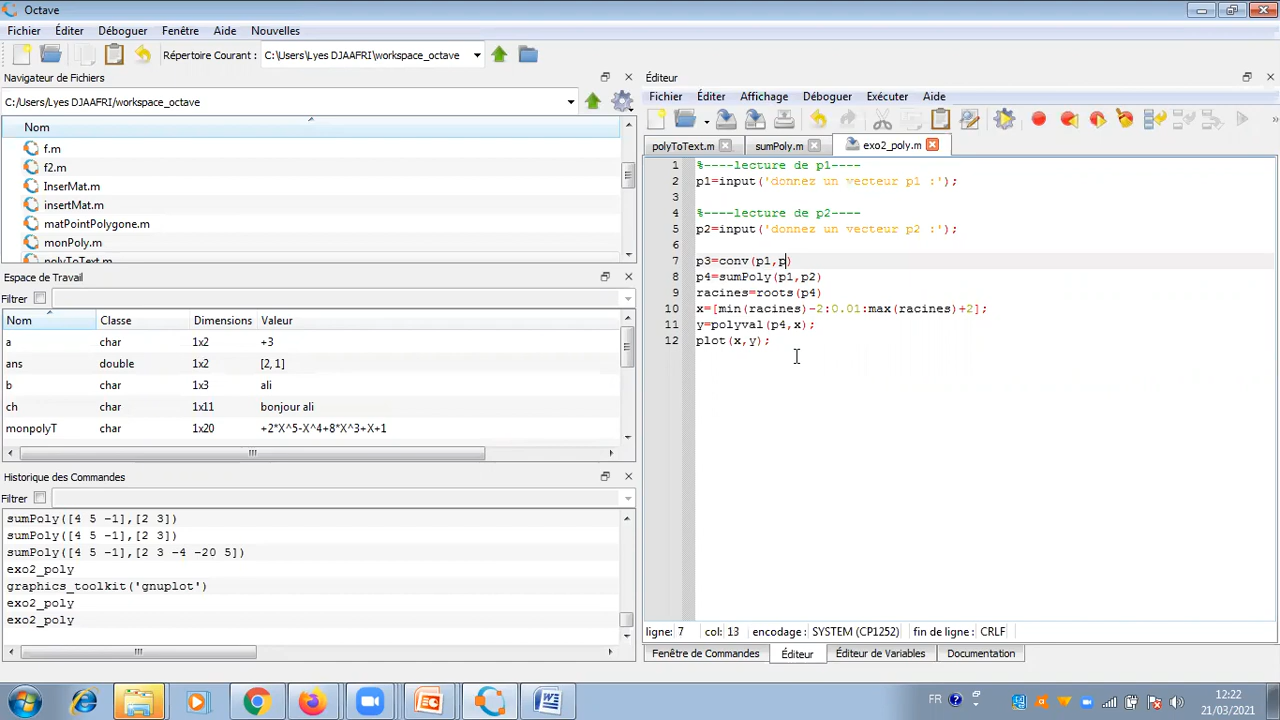 Octave
Fichier Éditer Déboguer Fenêtre Aide Nouvelles
Répertoire Courant : C:\Users\Lyes DJAAFRI\workspace_octave
Navigateur de Fichiers
C:/Users/Lyes DJAAFRI/workspace_octave
Nom
f.m
f2.m
InserMat.m
insertMat.m
matPointPolygone.m
monPoly.m
polyToText.m
Espace de Travail
Filtrer
Nom Classe Dimensions Valeur
a char 1x2 +3
ans double 1x2 [2, 1]
b char 1x3 ali
ch char 1x11 bonjour ali
monpolyT char 1x20 +2*X^5-X^4+8*X^3+X+1
Historique des Commandes
Filtrer
sumPoly([4 5 -1],[2 3])
sumPoly([4 5 -1],[2 3])
sumPoly([4 5 -1],[2 3 -4 -20 5])
exo2_poly
graphics_toolkit('gnuplot')
exo2_poly
exo2_poly
Éditeur
Fichier Éditer Affichage Déboguer Exécuter Aide
polyToText.m sumPoly.m exo2_poly.m
1 %----lecture de p1----
2 p1=input('donnez un vecteur p1 :');
3
4 %----lecture de p2----
5 p2=input('donnez un vecteur p2 :');
6
7 p3=conv(p1,p)
8 p4=sumPoly(p1,p2)
9 racines=roots(p4)
10 x=[min(racines)-2:0.01:max(racines)+2];
11 y=polyval(p4,x);
12 plot(x,y);
ligne: 7 col: 13 encodage : SYSTEM (CP1252) fin de ligne : CRLF
Fenêtre de Commandes Éditeur Éditeur de Variables Documentation
FR 12:22
21/03/2021